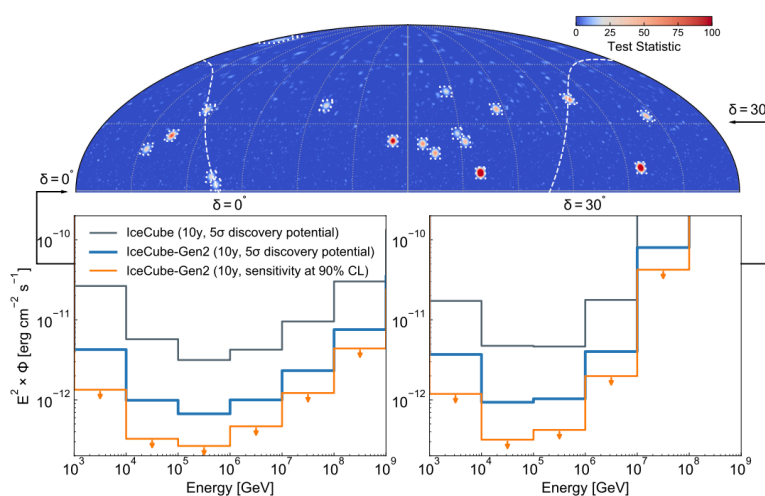 0 25 50 75 100
Test Statistic
δ = 30°
δ = 0°
δ = 0°
δ = 30°
IceCube (10y, 5σ discovery potential)
IceCube-Gen2 (10y, 5σ discovery potential)
IceCube-Gen2 (10y, sensitivity at 90% CL)
E² × Φ [erg cm⁻² s⁻¹]
10⁻¹⁰
10⁻¹¹
10⁻¹²
10³ 10⁴ 10⁵ 10⁶ 10⁷ 10⁸ 10⁹
Energy [GeV]
10⁻¹⁰
10⁻¹¹
10⁻¹²
10³ 10⁴ 10⁵ 10⁶ 10⁷ 10⁸ 10⁹
Energy [GeV]